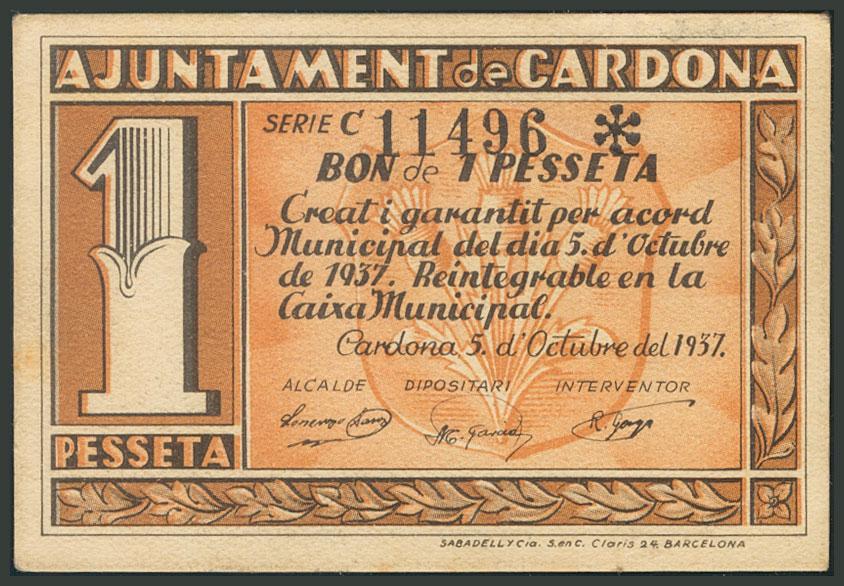 AJUNTAMENT de CARDONA
1
PESSETA
SERIE C 11496 *
BON de 1 PESSETA
Creat i garantit per acord
Municipal del dia 5. d'Octubre
de 1937. Reintegrable en la
Caixa Municipal.
Cardona, 5. d'Octubre del 1937.
ALCALDE DIPOSITARI INTERVENTOR
Lorenzo
SABADELL Y Cia. S. en C. Claris 24. BARCELONA